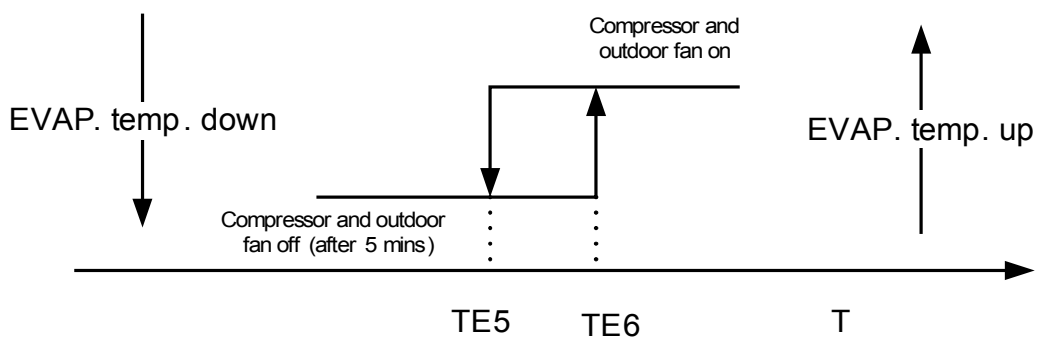 Compressor and
outdoor fan on
EVAP. temp. down
EVAP. temp. up
Compressor and outdoor
fan off (after 5 mins)
TE5
TE6
T